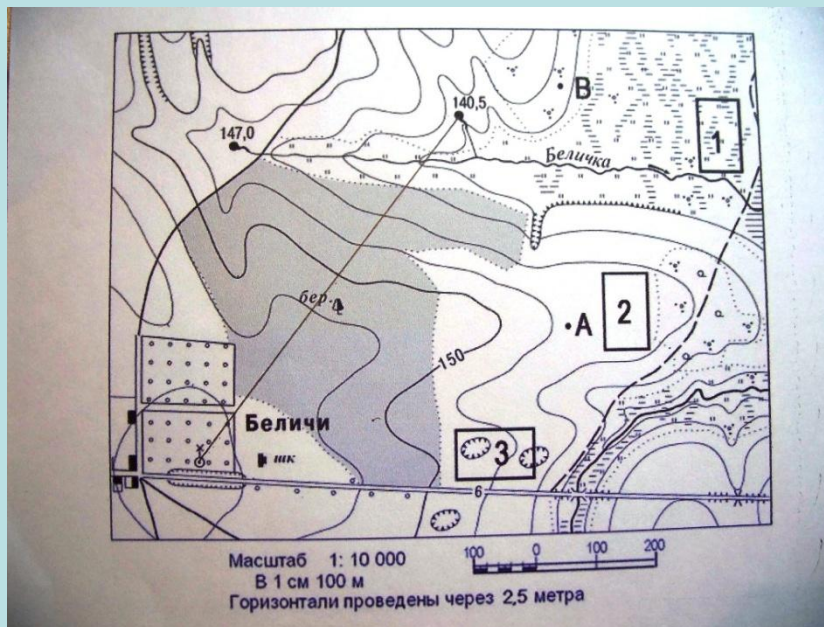 В
140,5
147,0
1
Беличка
бер.
2
А
150
Беличи
3
шк
6
Масштаб 1: 10 000
В 1 см 100 м
Горизонтали проведены через 2,5 метра
100 0 100 200